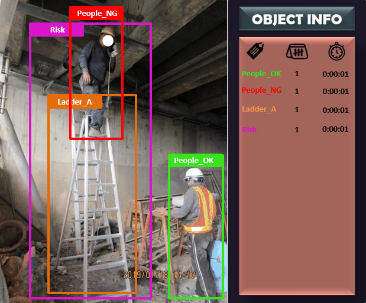 People_NG
Risk
Ladder_A
People_OK
OBJECT INFO
People_OK 1 0:00:01
People_NG 1 0:00:01
Ladder_A 1 0:00:01
Risk 1 0:00:01